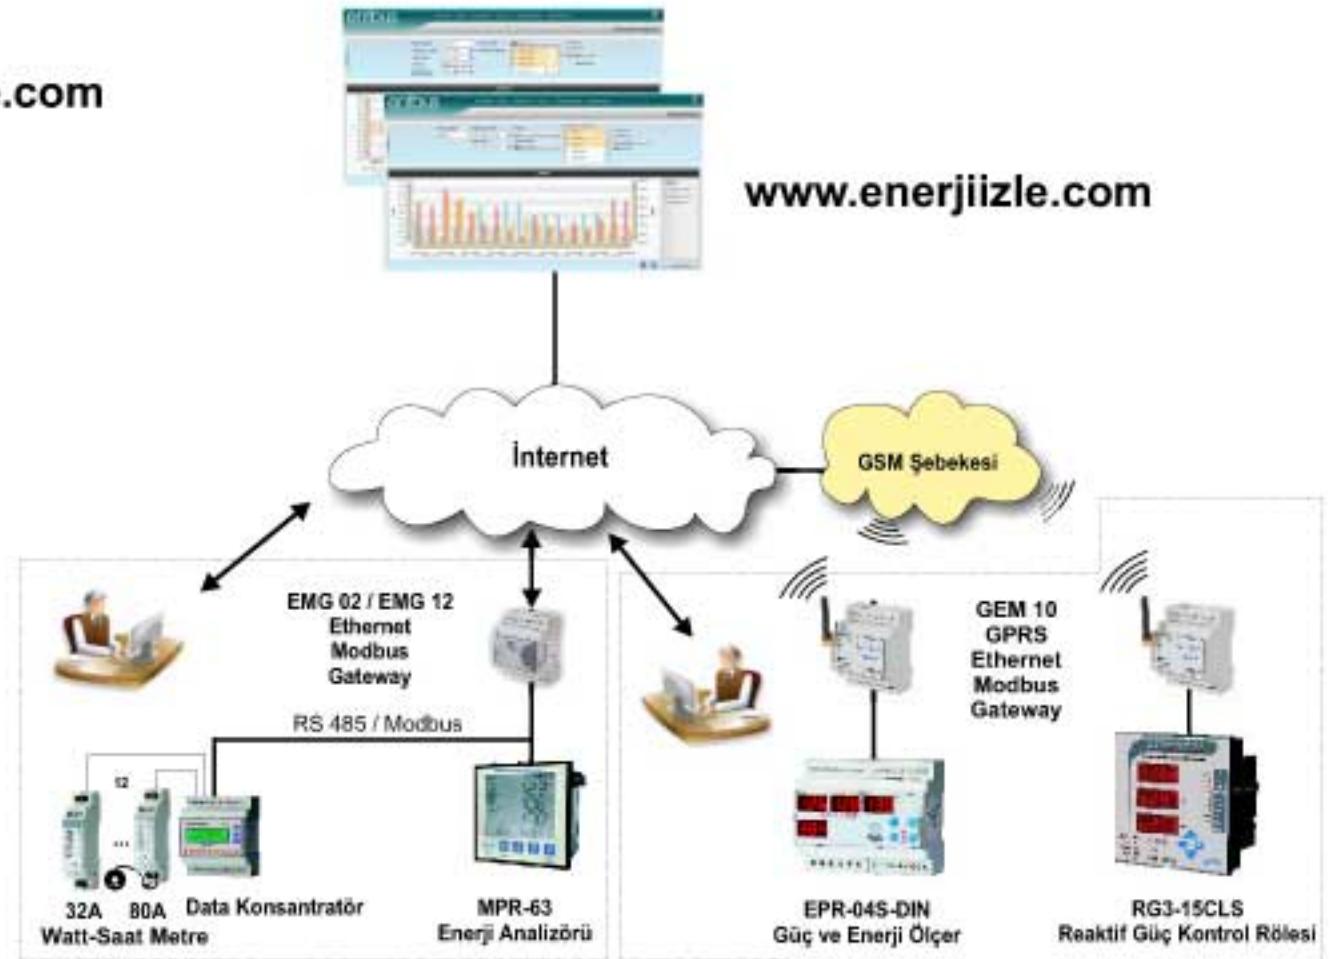 .com
www.enerjiizle.com
İnternet
GSM Şebekesi
EMG 02 / EMG 12
Ethernet
Modbus
Gateway
GEM 10
GPRS
Ethernet
Modbus
Gateway
RS 485 / Modbus
12
...
32A
80A
Watt-Saat Metre
Data Konsantratör
MPR-63
Enerji Analizörü
EPR-04S-DIN
Güç ve Enerji Ölçer
RG3-15CLS
Reaktif Güç Kontrol Rölesi